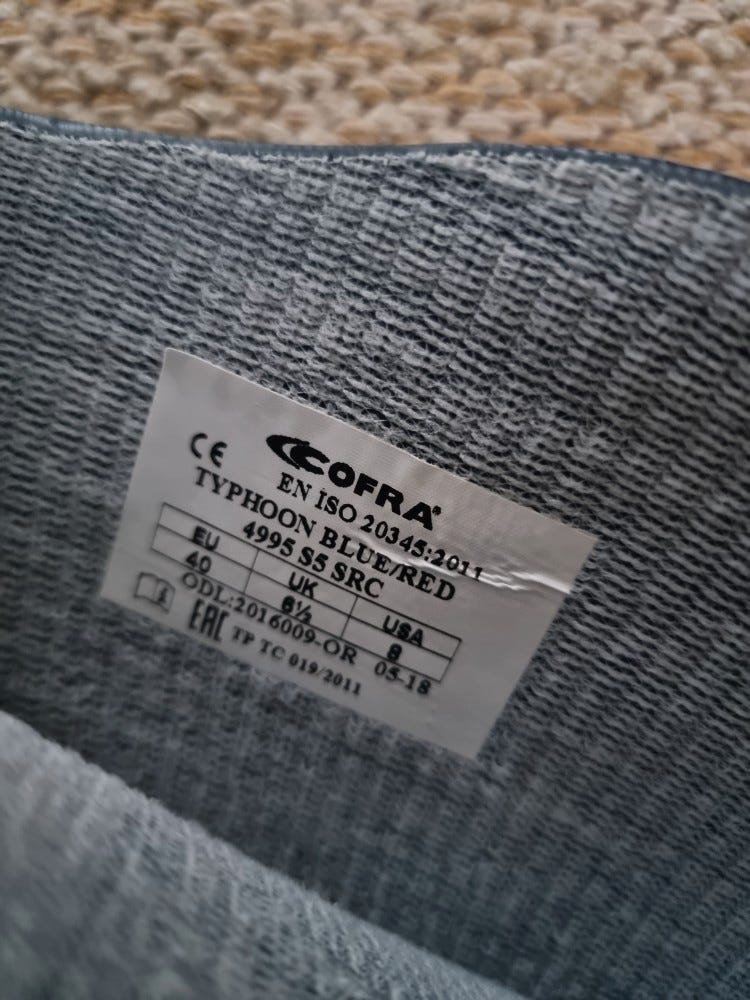 CE COFRA®
EN ISO 20345:2011
TYPHOON BLUE/RED
4995 S5 SRC
EU UK USA
40 6½ 8
ODL:2016009-OR 05-18
i EAC TP TC 019/2011